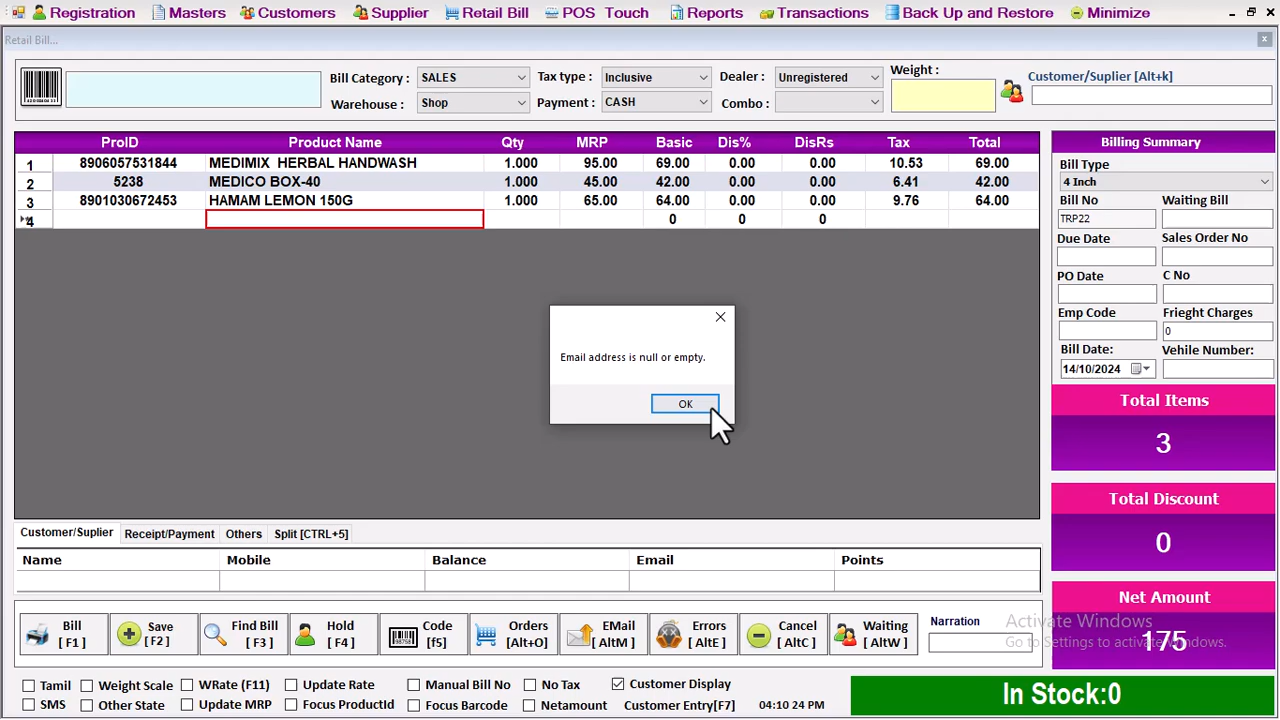 Registration Masters Customers Supplier Retail Bill POS Touch Reports Transactions Back Up and Restore Minimize
Retail Bill...
Bill Category : SALES Tax type : Inclusive Dealer : Unregistered Weight : Customer/Suplier [Alt+k]
Warehouse : Shop Payment : CASH Combo :
ProID Product Name Qty MRP Basic Dis% DisRs Tax Total
1 8906057531844 MEDIMIX HERBAL HANDWASH 1.000 95.00 69.00 0.00 0.00 10.53 69.00
2 5238 MEDICO BOX-40 1.000 45.00 42.00 0.00 0.00 6.41 42.00
3 8901030672453 HAMAM LEMON 150G 1.000 65.00 64.00 0.00 0.00 9.76 64.00
4 0 0 0
Billing Summary
Bill Type
4 Inch
Bill No Waiting Bill
TRP22
Due Date Sales Order No
PO Date C No
Emp Code Frieght Charges
0
Bill Date: Vehile Number:
14/10/2024
Total Items
3
Total Discount
0
Net Amount
175
Email address is null or empty.
OK
Customer/Suplier Receipt/Payment Others Split [CTRL+5]
Name Mobile Balance Email Points
Bill [ F1 ]
Save [F2 ]
Find Bill [ F3 ]
Hold [ F4 ]
Code [f5]
Orders [Alt+O]
EMail [AltM ]
Errors [ AltE ]
Cancel [ AltC ]
Waiting [ AltW ]
Narration
Activate Windows
Go to Settings to activate Windows.
Tamil Weight Scale WRate (F11) Update Rate Manual Bill No No Tax Customer Display
SMS Other State Update MRP Focus ProductId Focus Barcode Netamount Customer Entry[F7] 04:10 24 PM
In Stock:0